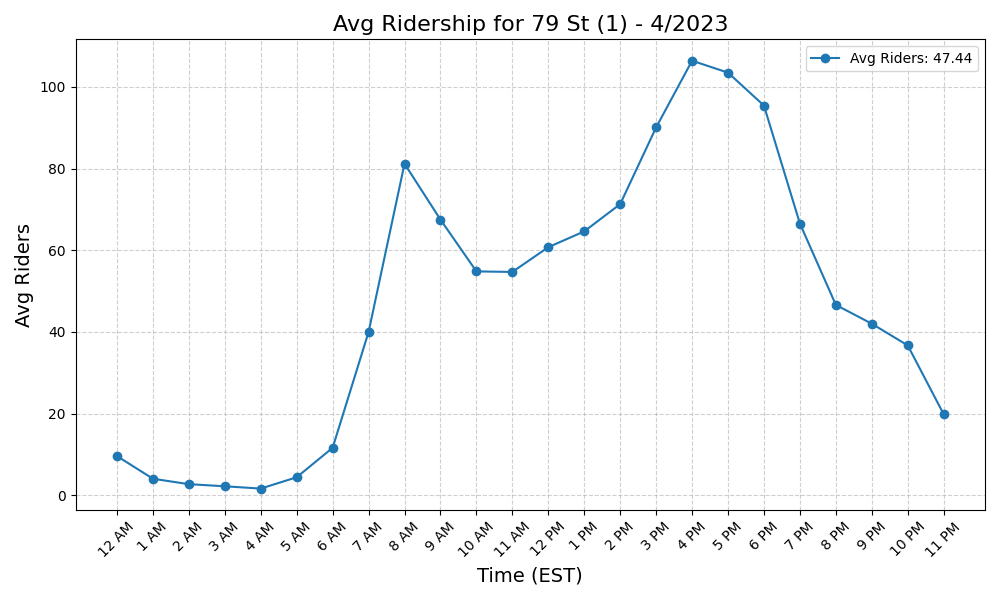 Avg Ridership for 79 St (1) - 4/2023
Avg Riders: 47.44
Avg Riders
100
80
60
40
20
0
12 AM
1 AM
2 AM
3 AM
4 AM
5 AM
6 AM
7 AM
8 AM
9 AM
10 AM
11 AM
12 PM
1 PM
2 PM
3 PM
4 PM
5 PM
6 PM
7 PM
8 PM
9 PM
10 PM
11 PM
Time (EST)